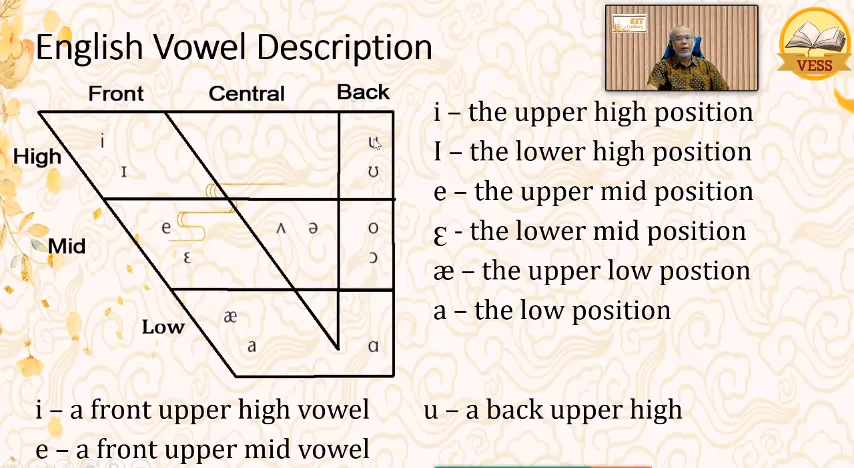 English Vowel Description
VESS
Front Central Back
High
Mid
Low
i
u
I
ʊ
e
ʌ ə
o
ɛ
ɔ
æ
a
ɑ
i – the upper high position
I – the lower high position
e – the upper mid position
ɛ - the lower mid position
æ – the upper low postion
a – the low position
i – a front upper high vowel
u – a back upper high
e – a front upper mid vowel